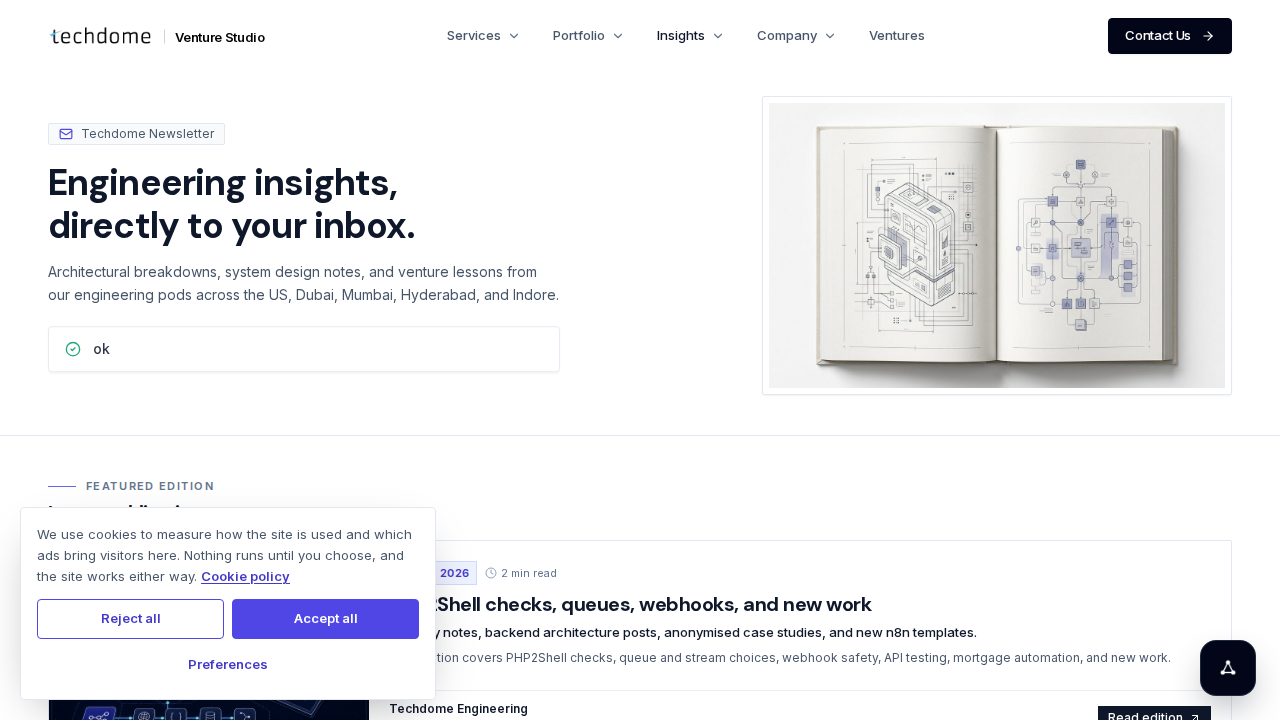 techdome
Venture Studio
Services
Portfolio
Insights
Company
Ventures
Contact Us
Techdome Newsletter
Engineering insights,
directly to your inbox.
Architectural breakdowns, system design notes, and venture lessons from
our engineering pods across the US, Dubai, Mumbai, Hyderabad, and Indore.
ok
FEATURED EDITION
We use cookies to measure how the site is used and which
ads bring visitors here. Nothing runs until you choose, and
the site works either way. Cookie policy
Reject all
Accept all
Preferences
2026
2 min read
checks, queues, webhooks, and new work
notes, backend architecture posts, anonymised case studies, and new n8n templates.
covers PHP2Shell checks, queue and stream choices, webhook safety, API testing, mortgage automation, and new work.
Techdome Engineering
Read edition